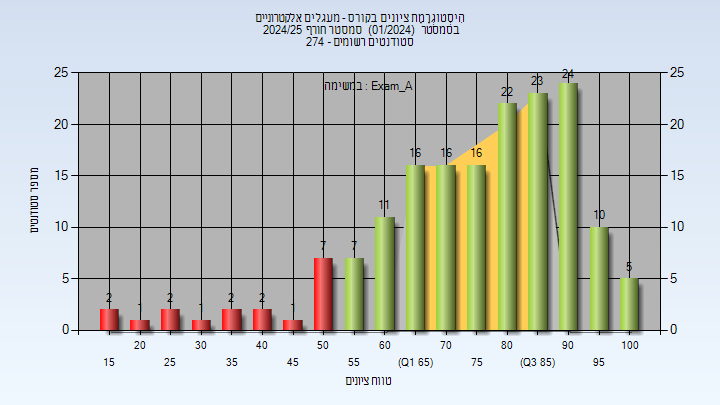 היסטוגרמת ציונים בקורס - מעגלים אלקטרוניים
בסמסטר (01/2024) סמסטר חורף 2024/25
סטודנטים רשומים - 274
במשימה : Exam_A
25
20
15
10
5
0
מספר סטודנטים
2 1 2 1 2 2 1 7 7 11 16 16 16 22 23 24 10 5
25
20
15
10
5
0
20 30 40 50 60 70 80 90 100
15 25 35 45 55 (Q1 65) 75 (Q3 85) 95
טווח ציונים